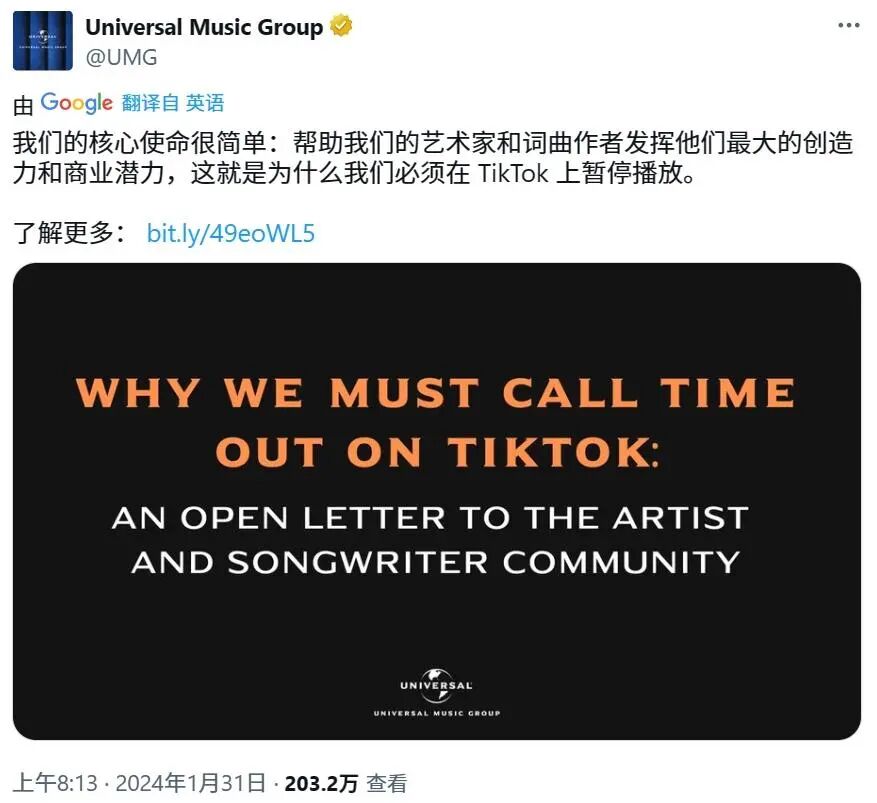 Universal Music Group
@UMG
由 Google 翻译自 英语
我们的核心使命很简单：帮助我们的艺术家和词曲作者发挥他们最大的创造
力和商业潜力，这就是为什么我们必须在 TikTok 上暂停播放。
了解更多： bit.ly/49eoWL5
WHY WE MUST CALL TIME
OUT ON TIKTOK:
AN OPEN LETTER TO THE ARTIST
AND SONGWRITER COMMUNITY
UNIVERSAL
UNIVERSAL MUSIC GROUP
上午8:13 · 2024年1月31日 · 203.2万 查看